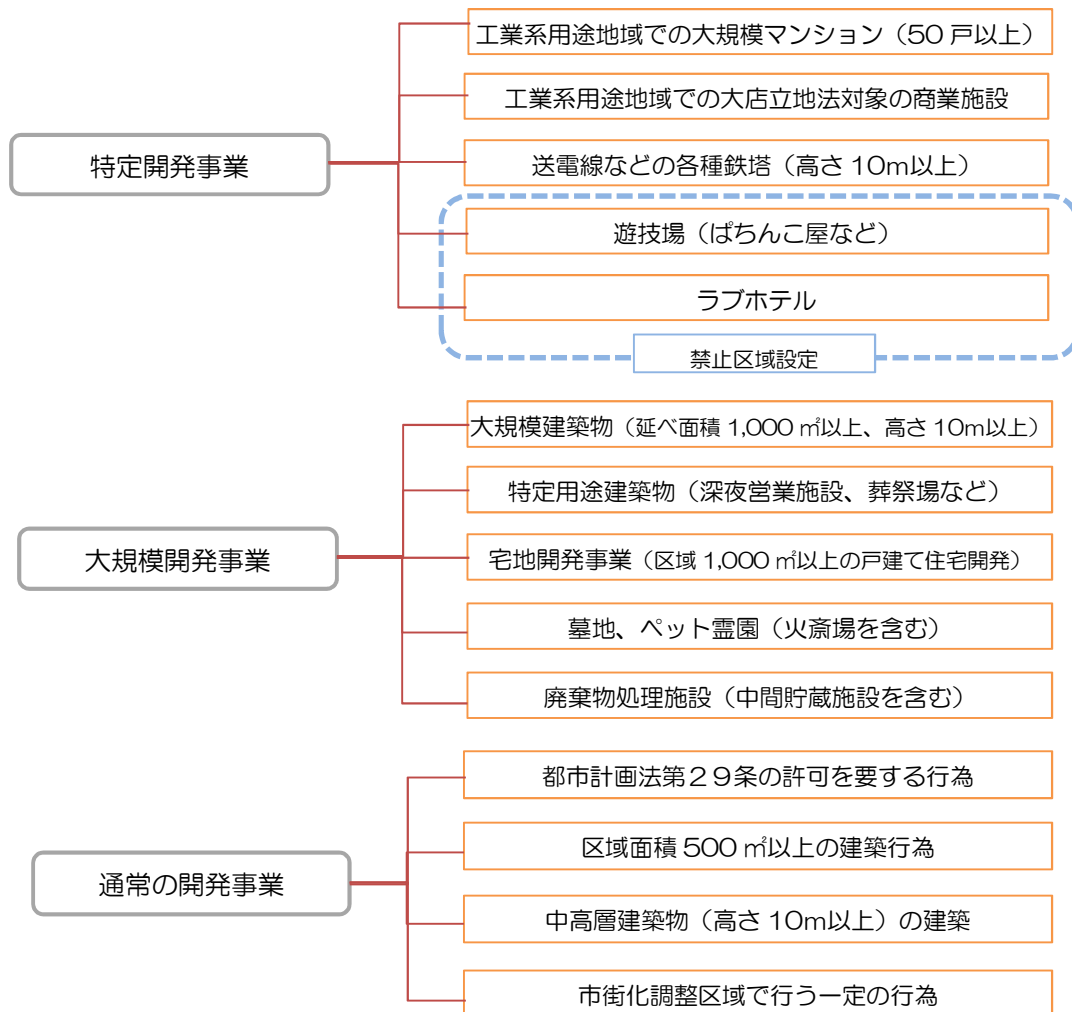 特定開発事業
工業系用途地域での大規模マンション（50 戸以上）
工業系用途地域での大店立地法対象の商業施設
送電線などの各種鉄塔（高さ 10m以上）
遊技場（ぱちんこ屋など）
ラブホテル
禁止区域設定
大規模開発事業
大規模建築物（延べ面積 1,000 ㎡以上、高さ 10m以上）
特定用途建築物（深夜営業施設、葬祭場など）
宅地開発事業（区域 1,000 ㎡以上の戸建て住宅開発）
墓地、ペット霊園（火斎場を含む）
廃棄物処理施設（中間貯蔵施設を含む）
通常の開発事業
都市計画法第２９条の許可を要する行為
区域面積 500 ㎡以上の建築行為
中高層建築物（高さ 10m以上）の建築
市街化調整区域で行う一定の行為